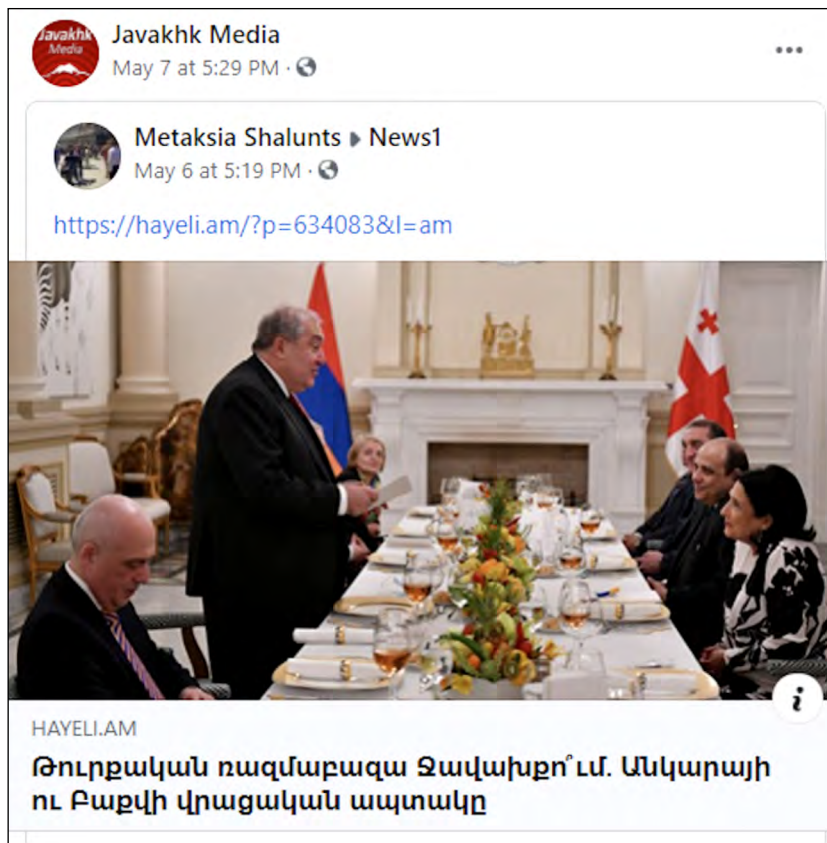 Javakhk
Media
Javakhk Media
May 7 at 5:29 PM ·
Metaksia Shalunts ▸ News1
May 6 at 5:19 PM ·
https://hayeli.am/?p=634083&l=am
HAYELI.AM
Թուրքական ռազմաբազա Ջավախքո՞ւմ. Անկարայի
ու Բաքվի վրացական ապտակը